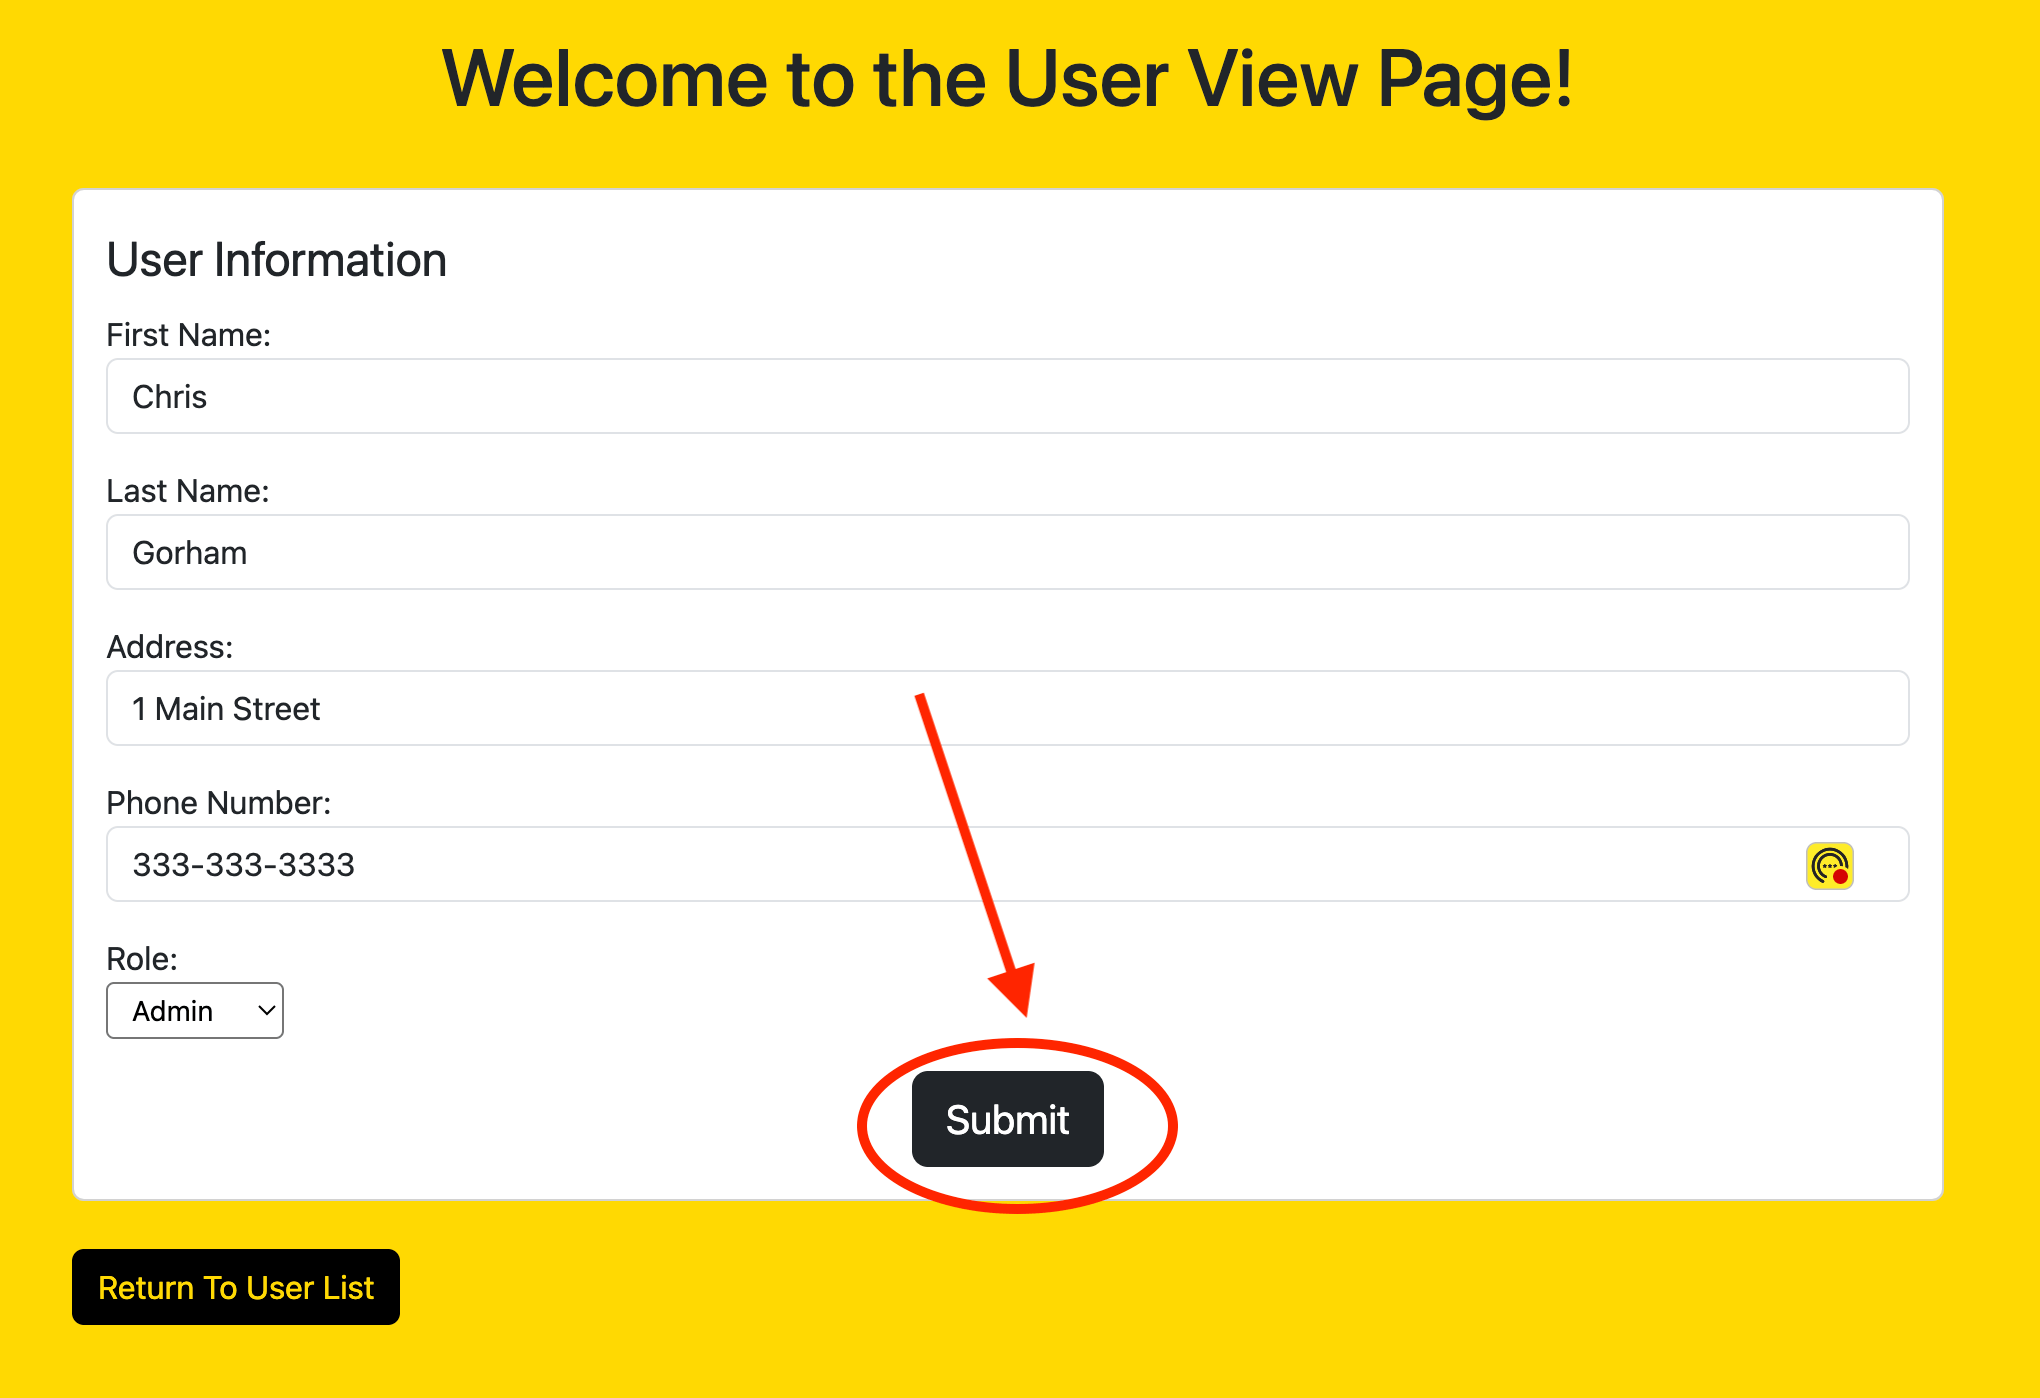 Welcome to the User View Page!
User Information
First Name:
Chris
Last Name:
Gorham
Address:
1 Main Street
Phone Number:
333-333-3333
Role:
Admin
Submit
Return To User List